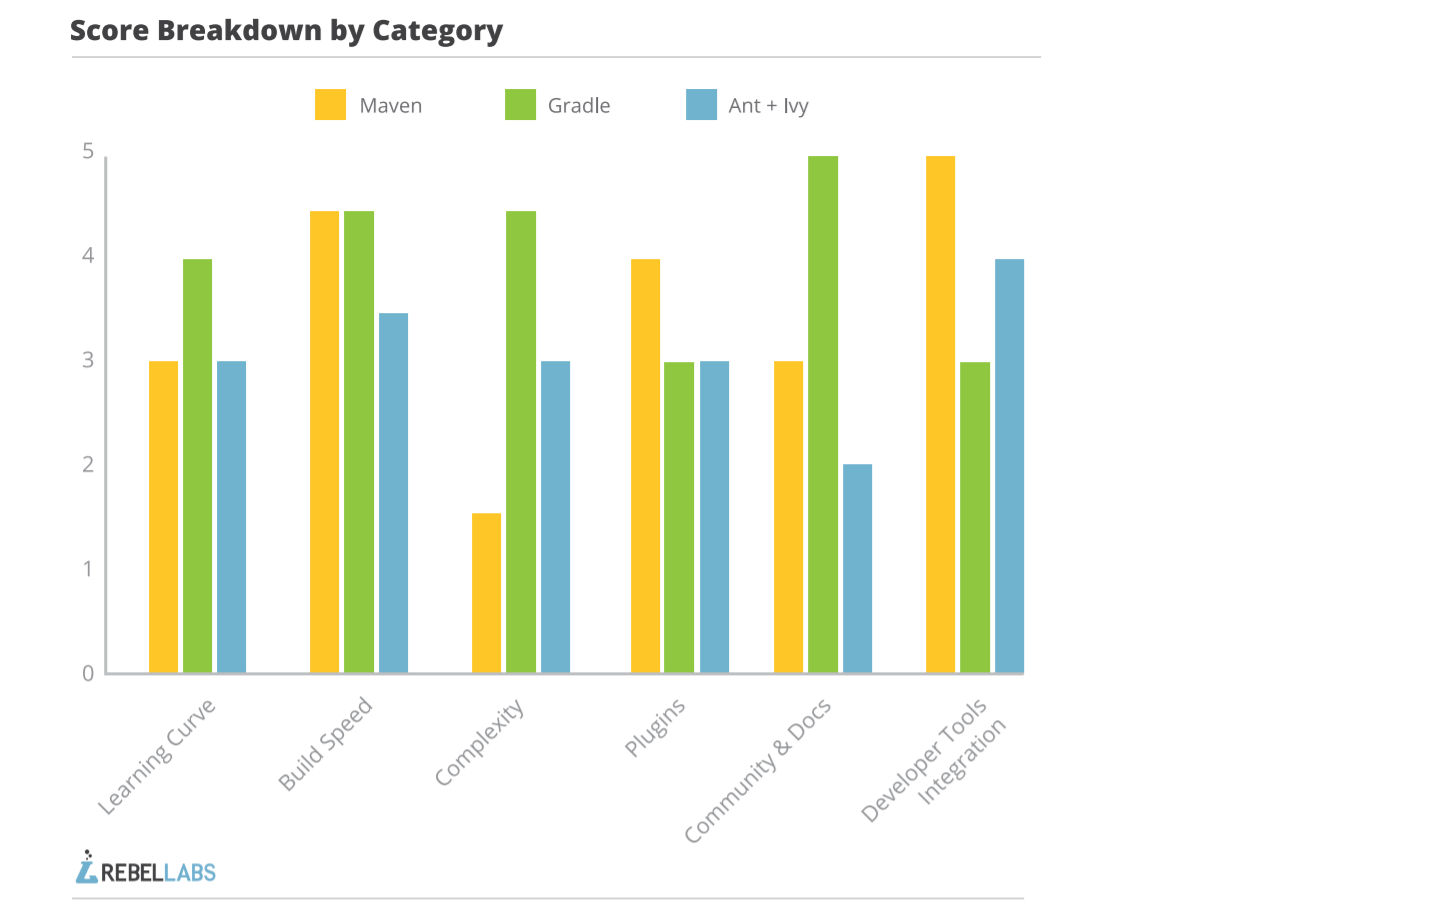 Score Breakdown by Category
Maven
Gradle
Ant + Ivy
5
4
3
2
1
0
Learning Curve
Build Speed
Complexity
Plugins
Community & Docs
Developer Tools
Integration
REBELLABS